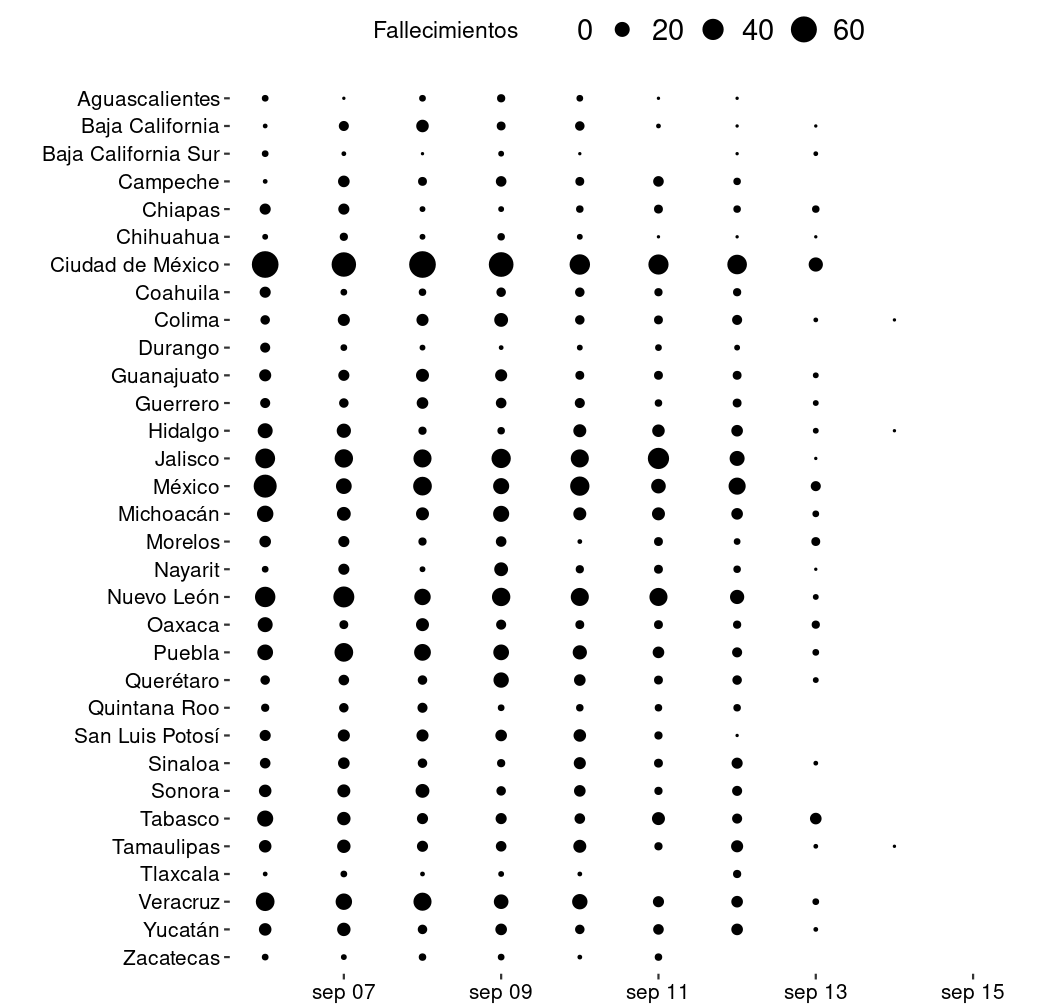 Fallecimientos 0 20 40 60
Aguascalientes
Baja California
Baja California Sur
Campeche
Chiapas
Chihuahua
Ciudad de México
Coahuila
Colima
Durango
Guanajuato
Guerrero
Hidalgo
Jalisco
México
Michoacán
Morelos
Nayarit
Nuevo León
Oaxaca
Puebla
Querétaro
Quintana Roo
San Luis Potosí
Sinaloa
Sonora
Tabasco
Tamaulipas
Tlaxcala
Veracruz
Yucatán
Zacatecas
sep 07 sep 09 sep 11 sep 13 sep 15